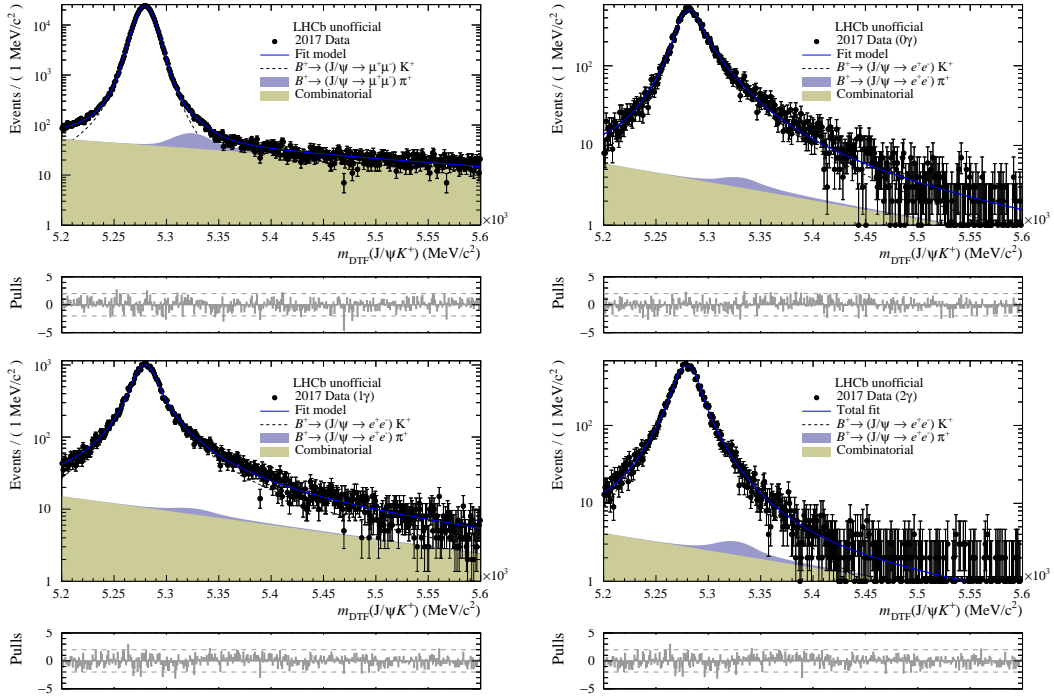 LHCb unofficial
2017 Data
Fit model
B⁺→ (J/ψ → μ⁺μ⁻) K⁺
B⁺→ (J/ψ → μ⁺μ⁻) π⁺
Combinatorial
Events / ( 1 MeV/c² )
10⁴
10³
10²
10
1
5.2 5.25 5.3 5.35 5.4 5.45 5.5 5.55 5.6
×10³
m_DTF(J/ψK⁺) (MeV/c²)
Pulls
5
0
−5
LHCb unofficial
2017 Data (0γ)
Fit model
B⁺→ (J/ψ → e⁺e⁻) K⁺
B⁺→ (J/ψ → e⁺e⁻) π⁺
Combinatorial
Events / ( 1 MeV/c² )
10²
10
1
5.2 5.25 5.3 5.35 5.4 5.45 5.5 5.55 5.6
×10³
m_DTF(J/ψK⁺) (MeV/c²)
Pulls
5
0
−5
LHCb unofficial
2017 Data (1γ)
Fit model
B⁺→ (J/ψ → e⁺e⁻) K⁺
B⁺→ (J/ψ → e⁺e⁻) π⁺
Combinatorial
Events / ( 1 MeV/c² )
10³
10²
10
1
5.2 5.25 5.3 5.35 5.4 5.45 5.5 5.55 5.6
×10³
m_DTF(J/ψK⁺) (MeV/c²)
Pulls
5
0
−5
LHCb unofficial
2017 Data (2γ)
Total fit
B⁺→ (J/ψ → e⁺e⁻) K⁺
B⁺→ (J/ψ → e⁺e⁻) π⁺
Combinatorial
Events / ( 1 MeV/c² )
10²
10
1
5.2 5.25 5.3 5.35 5.4 5.45 5.5 5.55 5.6
×10³
m_DTF(J/ψK⁺) (MeV/c²)
Pulls
5
0
−5